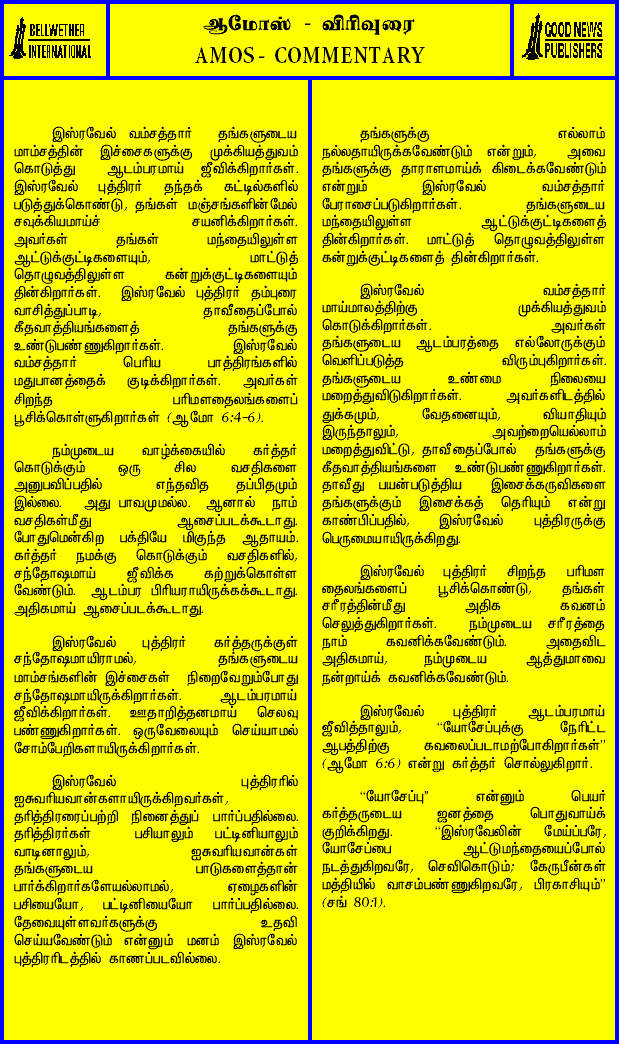 BELLWETHER
INTERNATIONAL
ஆமோஸ் - விரிவுரை
AMOS - COMMENTARY
GOOD NEWS
PUBLISHERS
இஸ்ரவேல் வம்சத்தார் தங்களுடைய
மாம்சத்தின் இச்சைகளுக்கு முக்கியத்துவம்
கொடுத்து ஆடம்பரமாய் ஜீவிக்கிறார்கள்.
இஸ்ரவேல் புத்திரர் தந்தக் கட்டில்களில்
படுத்துக்கொண்டு, தங்கள் மஞ்சங்களின்மேல்
சவுக்கியமாய்ச் சயனிக்கிறார்கள்.
அவர்கள் தங்கள் மந்தையிலுள்ள
ஆட்டுக்குட்டிகளையும், மாட்டுத்
தொழுவத்திலுள்ள கன்றுக்குட்டிகளையும்
தின்கிறார்கள். இஸ்ரவேல் புத்திரர் தம்புரை
வாசித்துப்பாடி, தாவீதைப்போல்
கீதவாத்தியங்களைத் தங்களுக்கு
உண்டுபண்ணுகிறார்கள். இஸ்ரவேல்
வம்சத்தார் பெரிய பாத்திரங்களில்
மதுபானத்தைக் குடிக்கிறார்கள். அவர்கள்
சிறந்த பரிமளதைலங்களைப்
பூசிக்கொள்ளுகிறார்கள் (ஆமோ 6:4-6).
நம்முடைய வாழ்க்கையில் கர்த்தர்
கொடுக்கும் ஒரு சில வசதிகளை
அனுபவிப்பதில் எந்தவித தப்பிதமும்
இல்லை. அது பாவமுமல்ல. ஆனால் நாம்
வசதிகள்மீது ஆசைப்படக்கூடாது.
போதுமென்கிற பக்தியே மிகுந்த ஆதாயம்.
கர்த்தர் நமக்கு கொடுக்கும் வசதிகளில்,
சந்தோஷமாய் ஜீவிக்க கற்றுக்கொள்ள
வேண்டும். ஆடம்பர பிரியராயிருக்கக்கூடாது.
அதிகமாய் ஆசைப்படக்கூடாது.
இஸ்ரவேல் புத்திரர் கர்த்தருக்குள்
சந்தோஷமாயிராமல், தங்களுடைய
மாம்சங்களின் இச்சைகள் நிறைவேறும்போது
சந்தோஷமாயிருக்கிறார்கள். ஆடம்பரமாய்
ஜீவிக்கிறார்கள். ஊதாறித்தனமாய் செலவு
பண்ணுகிறார்கள். ஒருவேலையும் செய்யாமல்
சோம்பேறிகளாயிருக்கிறார்கள்.
இஸ்ரவேல் புத்திரரில்
ஐசுவரியவான்களாயிருக்கிறவர்கள்,
தரித்திரரைப்பற்றி நினைத்துப் பார்ப்பதில்லை.
தரித்திரர்கள் பசியாலும் பட்டினியாலும்
வாடினாலும், ஐசுவரியவான்கள்
தங்களுடைய பாடுகளைத்தான்
பார்க்கிறார்களேயல்லாமல், ஏழைகளின்
பசியையோ, பட்டினியையோ பார்ப்பதில்லை.
தேவையுள்ளவர்களுக்கு உதவி
செய்யவேண்டும் என்னும் மனம் இஸ்ரவேல்
புத்திரரிடத்தில் காணப்படவில்லை.
தங்களுக்கு எல்லாம்
நல்லதாயிருக்கவேண்டும் என்றும், அவை
தங்களுக்கு தாராளமாய்க் கிடைக்கவேண்டும்
என்றும் இஸ்ரவேல் வம்சத்தார்
பேராசைப்படுகிறார்கள். தங்களுடைய
மந்தையிலுள்ள ஆட்டுக்குட்டிகளைத்
தின்கிறார்கள். மாட்டுத் தொழுவத்திலுள்ள
கன்றுக்குட்டிகளைத் தின்கிறார்கள்.
இஸ்ரவேல் வம்சத்தார்
மாய்மாலத்திற்கு முக்கியத்துவம்
கொடுக்கிறார்கள். அவர்கள்
தங்களுடைய ஆடம்பரத்தை எல்லோருக்கும்
வெளிப்படுத்த விரும்புகிறார்கள்.
தங்களுடைய உண்மை நிலையை
மறைத்துவிடுகிறார்கள். அவர்களிடத்தில்
துக்கமும், வேதனையும், வியாதியும்
இருந்தாலும், அவற்றையெல்லாம்
மறைத்துவிட்டு, தாவீதைப்போல் தங்களுக்கு
கீதவாத்தியங்களை உண்டுபண்ணுகிறார்கள்.
தாவீது பயன்படுத்திய இசைக்கருவிகளை
தங்களுக்கும் இசைக்கத் தெரியும் என்று
காண்பிப்பதில், இஸ்ரவேல் புத்திரருக்கு
பெருமையாயிருக்கிறது.
இஸ்ரவேல் புத்திரர் சிறந்த பரிமள
தைலங்களைப் பூசிக்கொண்டு, தங்கள்
சரீரத்தின்மீது அதிக கவனம்
செலுத்துகிறார்கள். நம்முடைய சரீரத்தை
நாம் கவனிக்கவேண்டும். அதைவிட
அதிகமாய், நம்முடைய ஆத்துமாவை
நன்றாய்க் கவனிக்கவேண்டும்.
இஸ்ரவேல் புத்திரர் ஆடம்பரமாய்
ஜீவித்தாலும், “யோசேப்புக்கு நேரிட்ட
ஆபத்திற்கு கவலைப்படாமற்போகிறார்கள்”
(ஆமோ 6:6) என்று கர்த்தர் சொல்லுகிறார்.
“யோசேப்பு” என்னும் பெயர்
கர்த்தருடைய ஜனத்தை பொதுவாய்க்
குறிக்கிறது. “இஸ்ரவேலின் மேய்ப்பரே,
யோசேப்பை ஆட்டுமந்தையைப்போல்
நடத்துகிறவரே, செவிகொடும்; கேருபீன்கள்
மத்தியில் வாசம்பண்ணுகிறவரே, பிரகாசியும்”
(சங் 80:1).